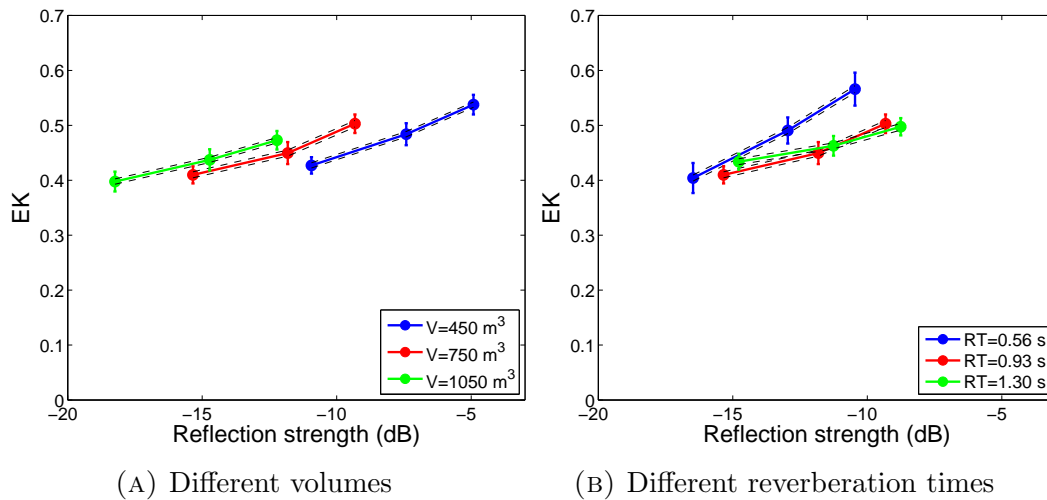 0.7
0.6
0.5
0.4
0.3
0.2
0.1
0
EK
−20
−15
−10
−5
Reflection strength (dB)
V=450 m³
V=750 m³
V=1050 m³
(A) Different volumes
0.7
0.6
0.5
0.4
0.3
0.2
0.1
0
EK
−20
−15
−10
−5
Reflection strength (dB)
RT=0.56 s
RT=0.93 s
RT=1.30 s
(B) Different reverberation times